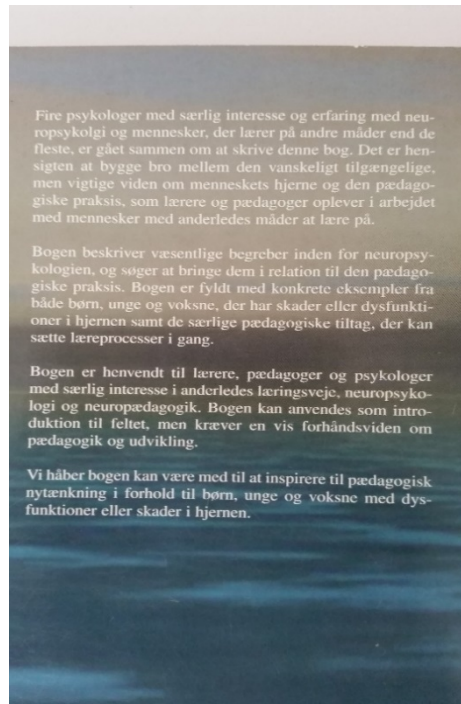 Fire psykologer med særlig interesse og erfaring med neu-
ropsykolgi og mennesker, der lærer på andre måder end de
fleste, er gået sammen om at skrive denne bog. Det er hen-
sigten at bygge bro mellem den vanskeligt tilgængelige,
men vigtige viden om menneskets hjerne og den pædago-
giske praksis, som lærere og pædagoger oplever i arbejdet
med mennesker med anderledes måder at lære på.
Bogen beskriver væsentlige begreber inden for neuropsy-
kologien, og søger at bringe dem i relation til den pædago-
giske praksis. Bogen er fyldt med konkrete eksempler fra
både børn, unge og voksne, der har skader eller dysfunkti-
oner i hjernen samt de særlige pædagogiske tiltag, der kan
sætte læreprocesser i gang.
Bogen er henvendt til lærere, pædagoger og psykologer
med særlig interesse i anderledes læringsveje, neuropsyko-
logi og neuropædagogik. Bogen kan anvendes som intro-
duktion til feltet, men kræver en vis forhåndsviden om
pædagogik og udvikling.
Vi håber bogen kan være med til at inspirere til pædagogisk
nytænkning i forhold til børn, unge og voksne med dys-
funktioner eller skader i hjernen.